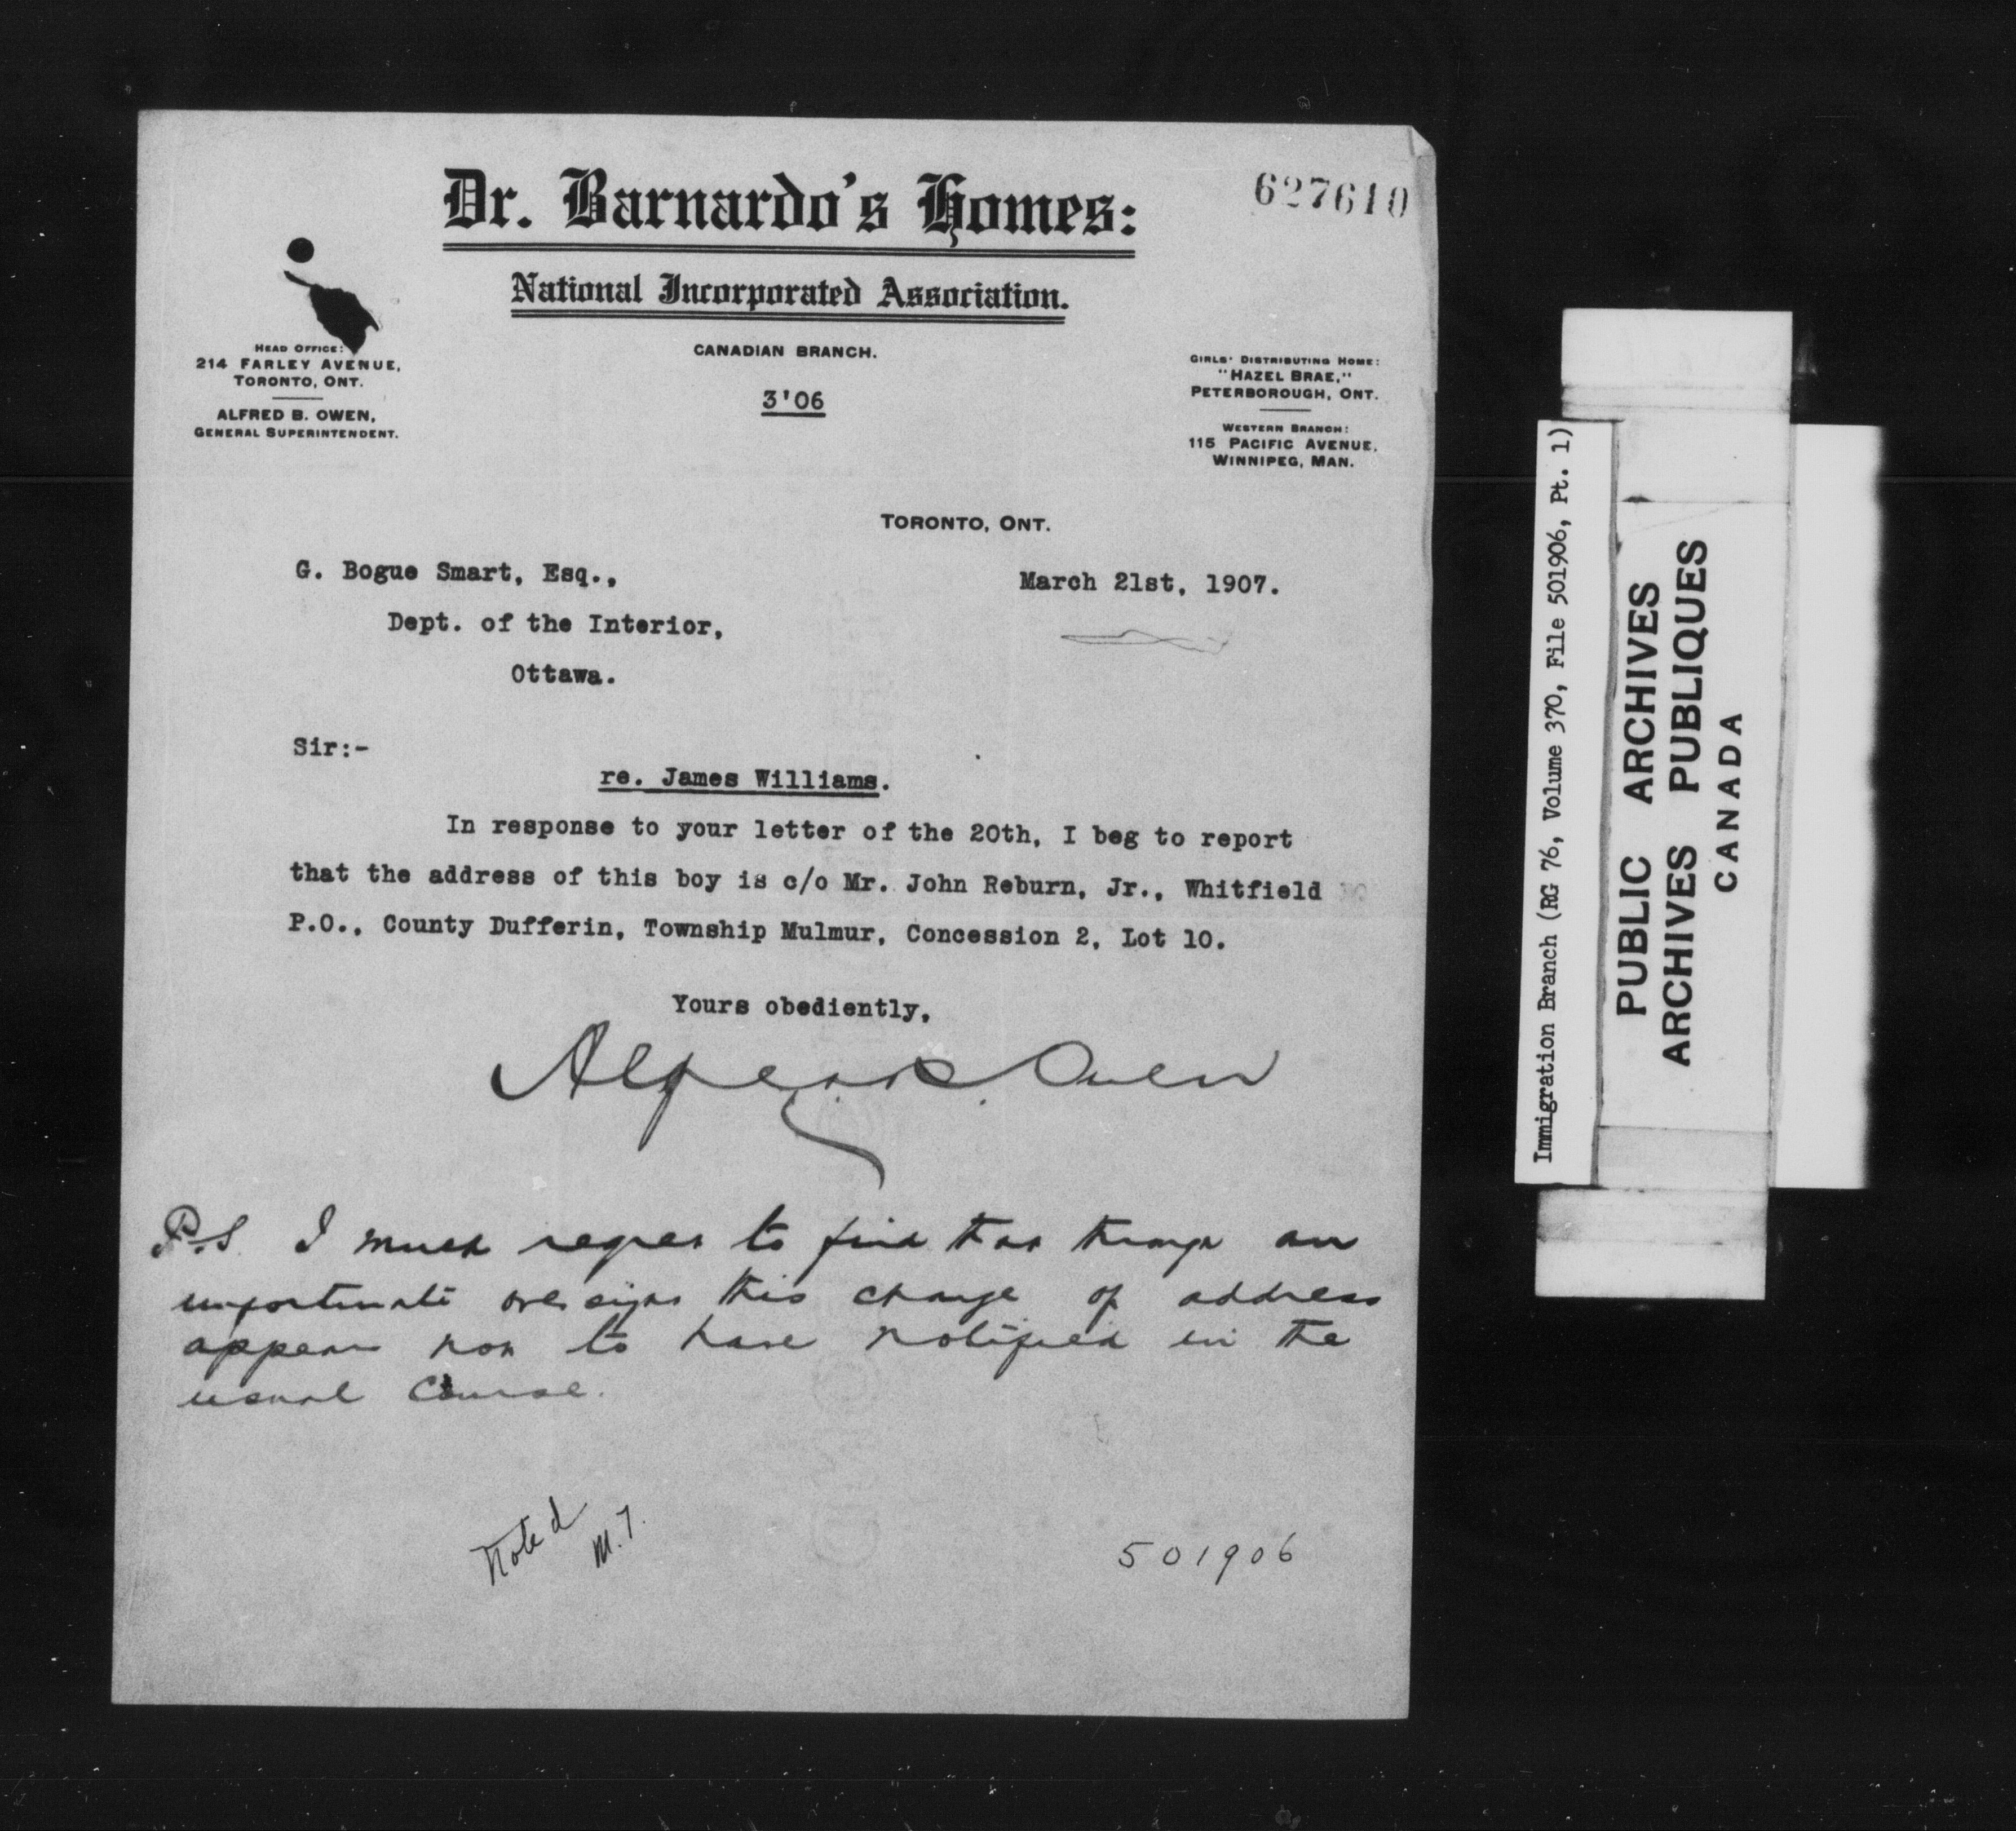 Dr. Barnardo's Homes:
627610
National Incorporated Association.
CANADIAN BRANCH.
3'06
HEAD OFFICE:
214 FARLEY AVENUE,
TORONTO, ONT.
ALFRED B. OWEN,
GENERAL SUPERINTENDENT.
GIRLS' DISTRIBUTING HOME:
"HAZEL BRAE,"
PETERBOROUGH, ONT.
WESTERN BRANCH:
115 PACIFIC AVENUE,
WINNIPEG, MAN.
TORONTO, ONT.
G. Bogue Smart, Esq.,
March 21st, 1907.
Dept. of the Interior,
Ottawa.
Sir:-
re. James Williams.
In response to your letter of the 20th, I beg to report
that the address of this boy is c/o Mr. John Reburn, Jr., Whitfield
P.O., County Dufferin, Township Mulmur, Concession 2, Lot 10.
Yours obediently,
Alfred B. Owen
P.S. I much regret to find that through an
unfortunate oversight this change of address
appears not to have notified in the
usual course.
Noted
M. T.
501906
Immigration Branch (RG 76, Volume 370, File 501906, Pt. 1)
PUBLIC ARCHIVES
ARCHIVES PUBLIQUES
CANADA